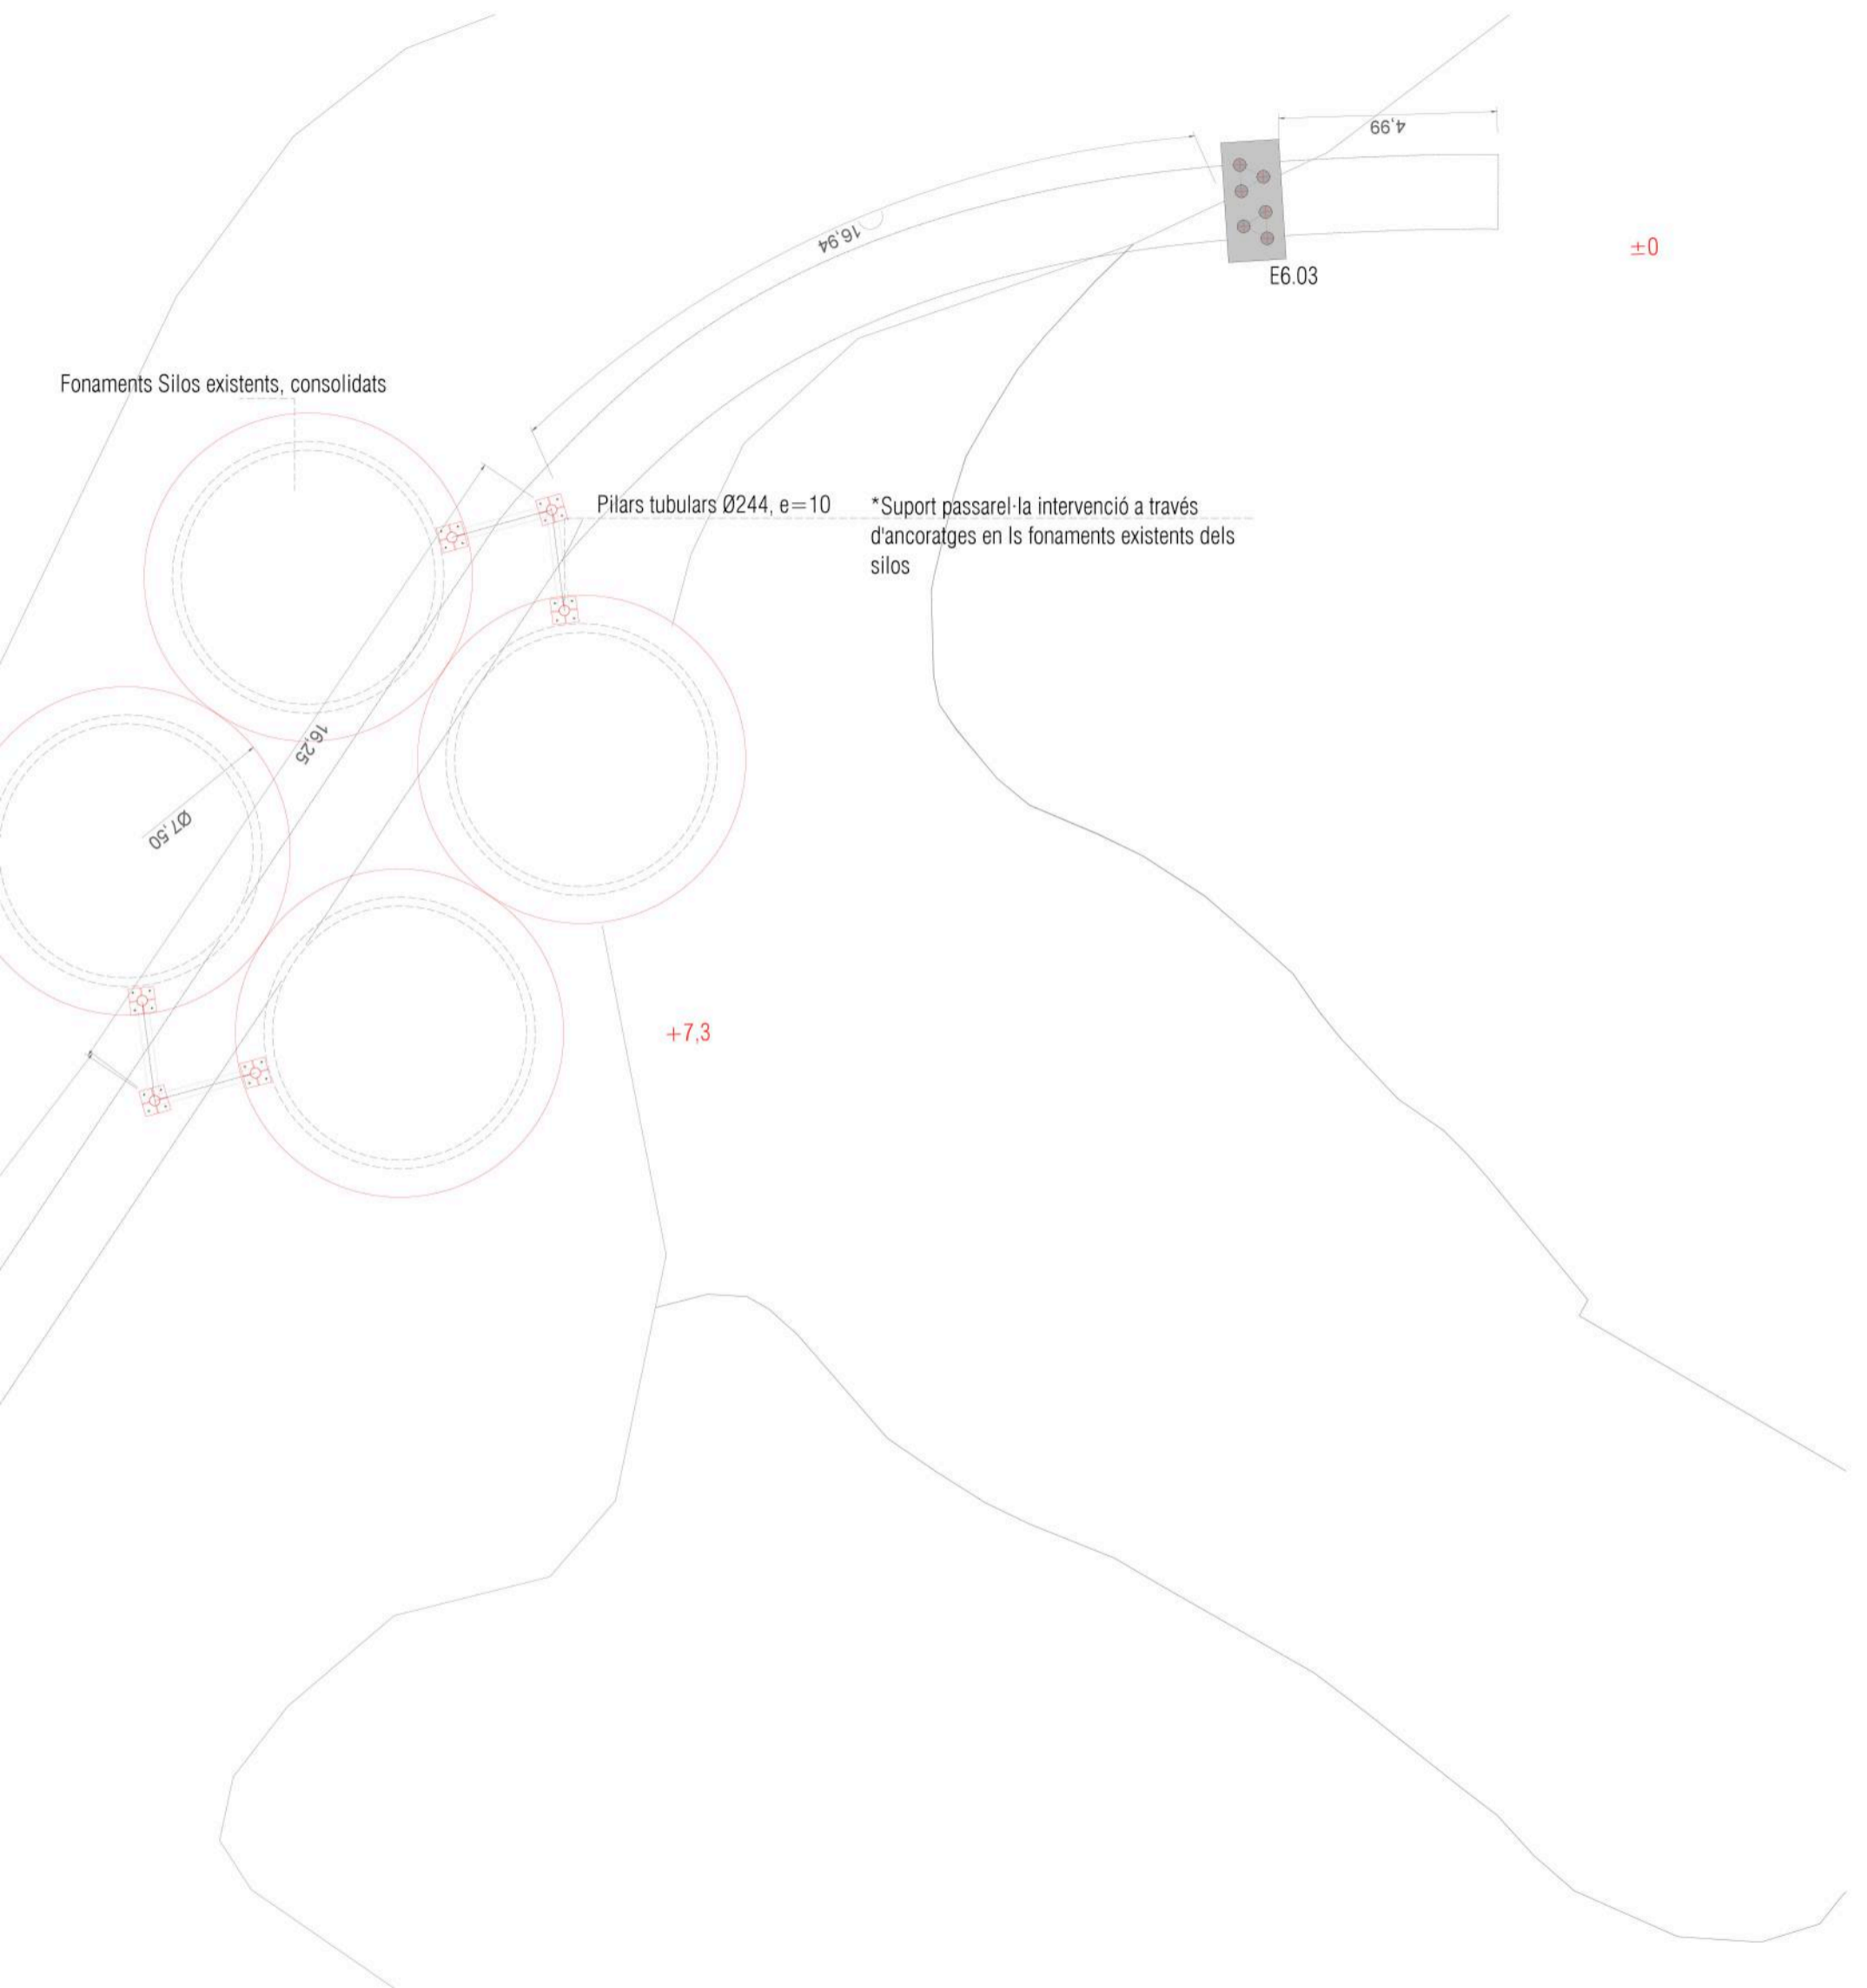 4,99
16,94
±0
E6.03
Fonaments Silos existents, consolidats
Pilars tubulars Ø244, e=10
*Suport passarel·la intervenció a través
d'ancoratges en ls fonaments existents dels
silos
16,25
Ø7,50
+7,3